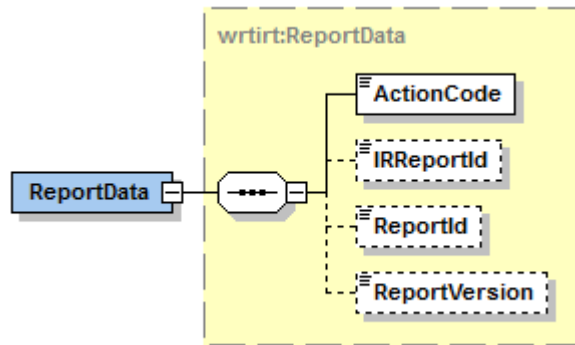 wrtirt:ReportData
ActionCode
IRReportId
ReportData
ReportId
ReportVersion